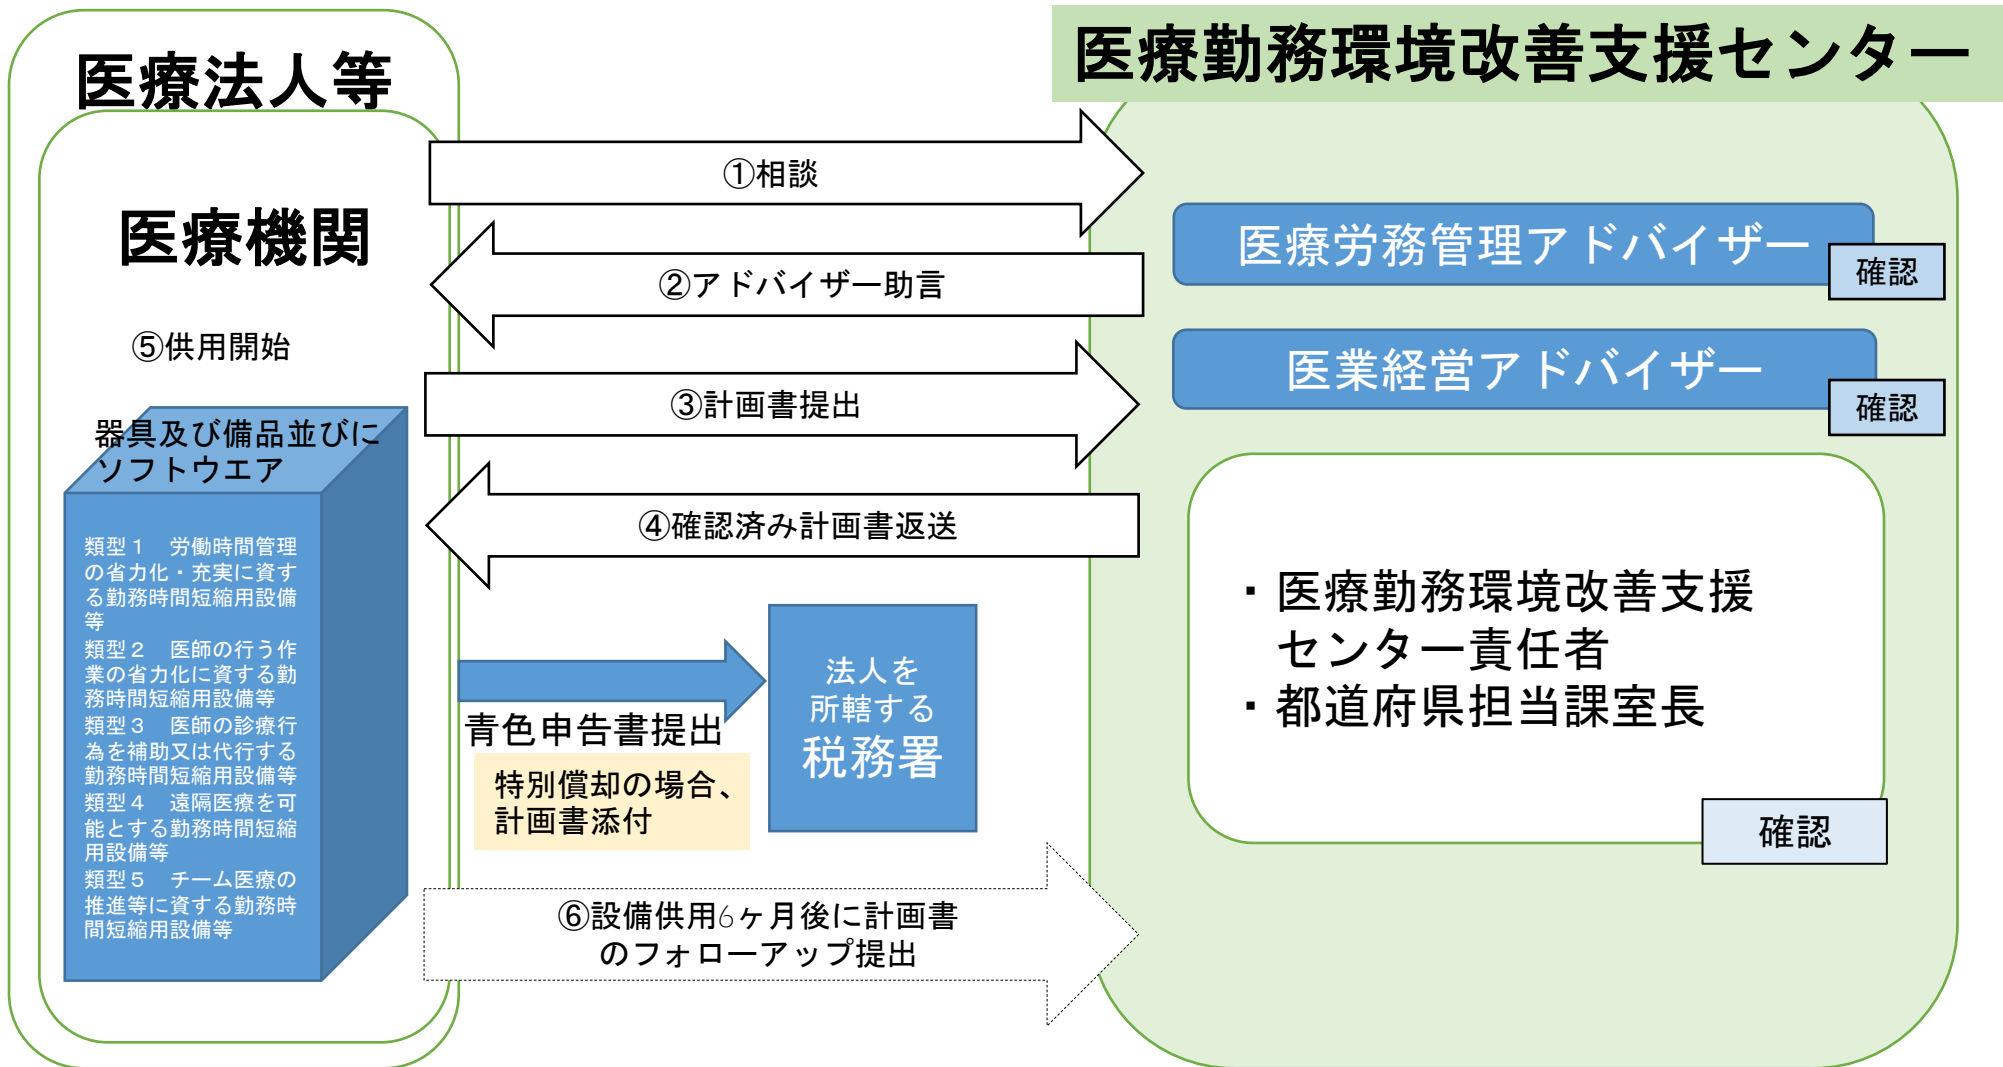 医療法人等
医療機関
⑤供用開始
器具及び備品並びに
ソフトウエア
類型１　労働時間管理
の省力化・充実に資す
る勤務時間短縮用設備
等
類型２　医師の行う作
業の省力化に資する勤
務時間短縮用設備等
類型３　医師の診療行
為を補助又は代行する
勤務時間短縮用設備等
類型４　遠隔医療を可
能とする勤務時間短縮
用設備等
類型５　チーム医療の
推進等に資する勤務時
間短縮用設備等
①相談
②アドバイザー助言
③計画書提出
④確認済み計画書返送
青色申告書提出
特別償却の場合、
計画書添付
法人を
所轄する
税務署
⑥設備供用6ヶ月後に計画書
のフォローアップ提出
医療勤務環境改善支援センター
医療労務管理アドバイザー
確認
医業経営アドバイザー
確認
・医療勤務環境改善支援
センター責任者
・都道府県担当課室長
確認